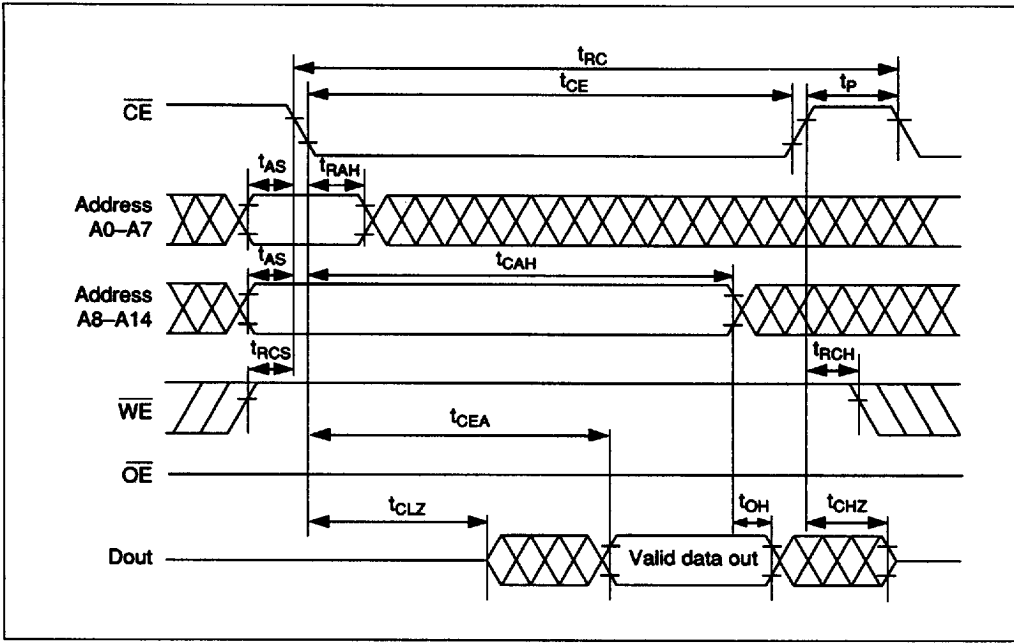 tRC
tCE
tP
CE
tAS
tRAH
Address
A0–A7
tAS
tCAH
Address
A8–A14
tRCS
tRCH
WE
tCEA
OE
tCLZ
tOH
tCHZ
Dout
Valid data out